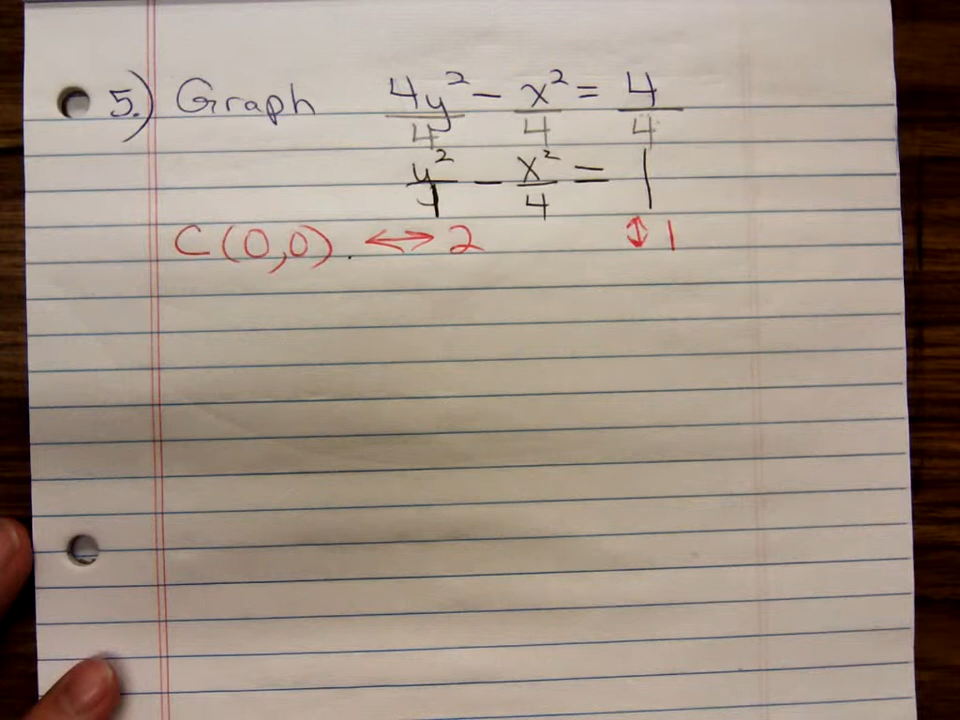 5.) Graph 4y²/4 - x²/4 = 4/4
y²/1 - x²/4 = 1
C(0,0). ↔ 2 ↕ 1